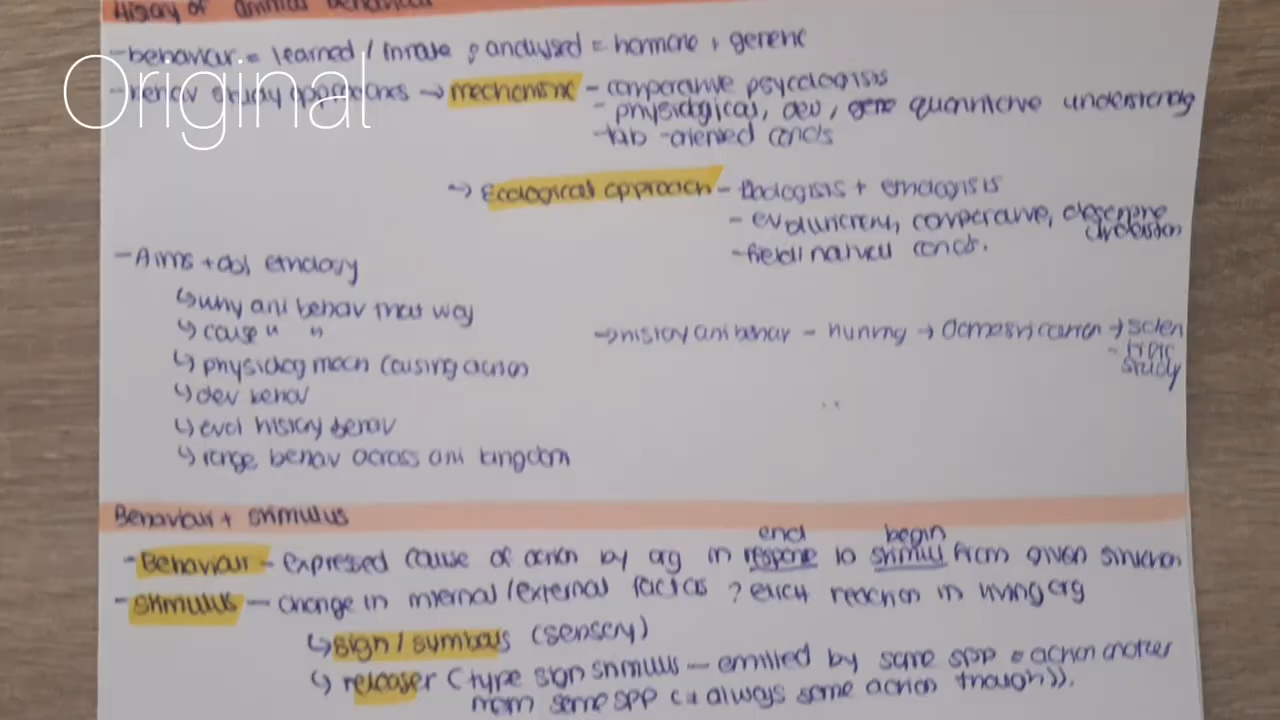 History of animal behaviour
Original
- behaviour = learned / innate ; analysed = hormone, genetic
- behav study approaches → mechanistic - comparative psycologists
- physiological, dev, gene quantitative understanding
- lab-oriented conds
→ Ecological approach - Biologists + ethologists
- evolutionary, comparative, descriptive
- field/natural conds.
- Aims + obj ethology
↳ why ani behav that way
↳ cause " "
↳ physiolog mech causing action
↳ dev behav
↳ evol history behav
↳ range behav across ani kingdom
→ history ani behav - hunting → domestication → scien
- tific
study
Behaviour + stimulus
end begin
- Behaviour - expressed cause of action by org in response to stimuli from given situation
- stimulus - change in internal/external factors ? elicit reaction in living org
↳ sign/symbols (sensory)
↳ releaser (type sign stimulus - emitted by same spp = action another
mem same spp (≠ always same action though)).